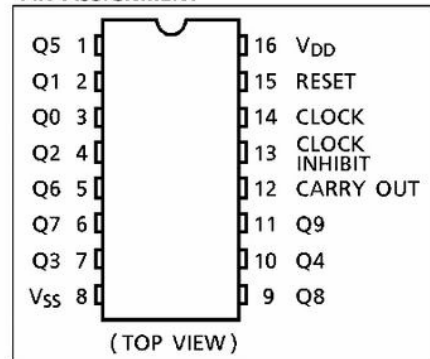 Q5 1 16 VDD
Q1 2 15 RESET
Q0 3 14 CLOCK
Q2 4 13 CLOCK INHIBIT
Q6 5 12 CARRY OUT
Q7 6 11 Q9
Q3 7 10 Q4
VSS 8 9 Q8
(TOP VIEW)